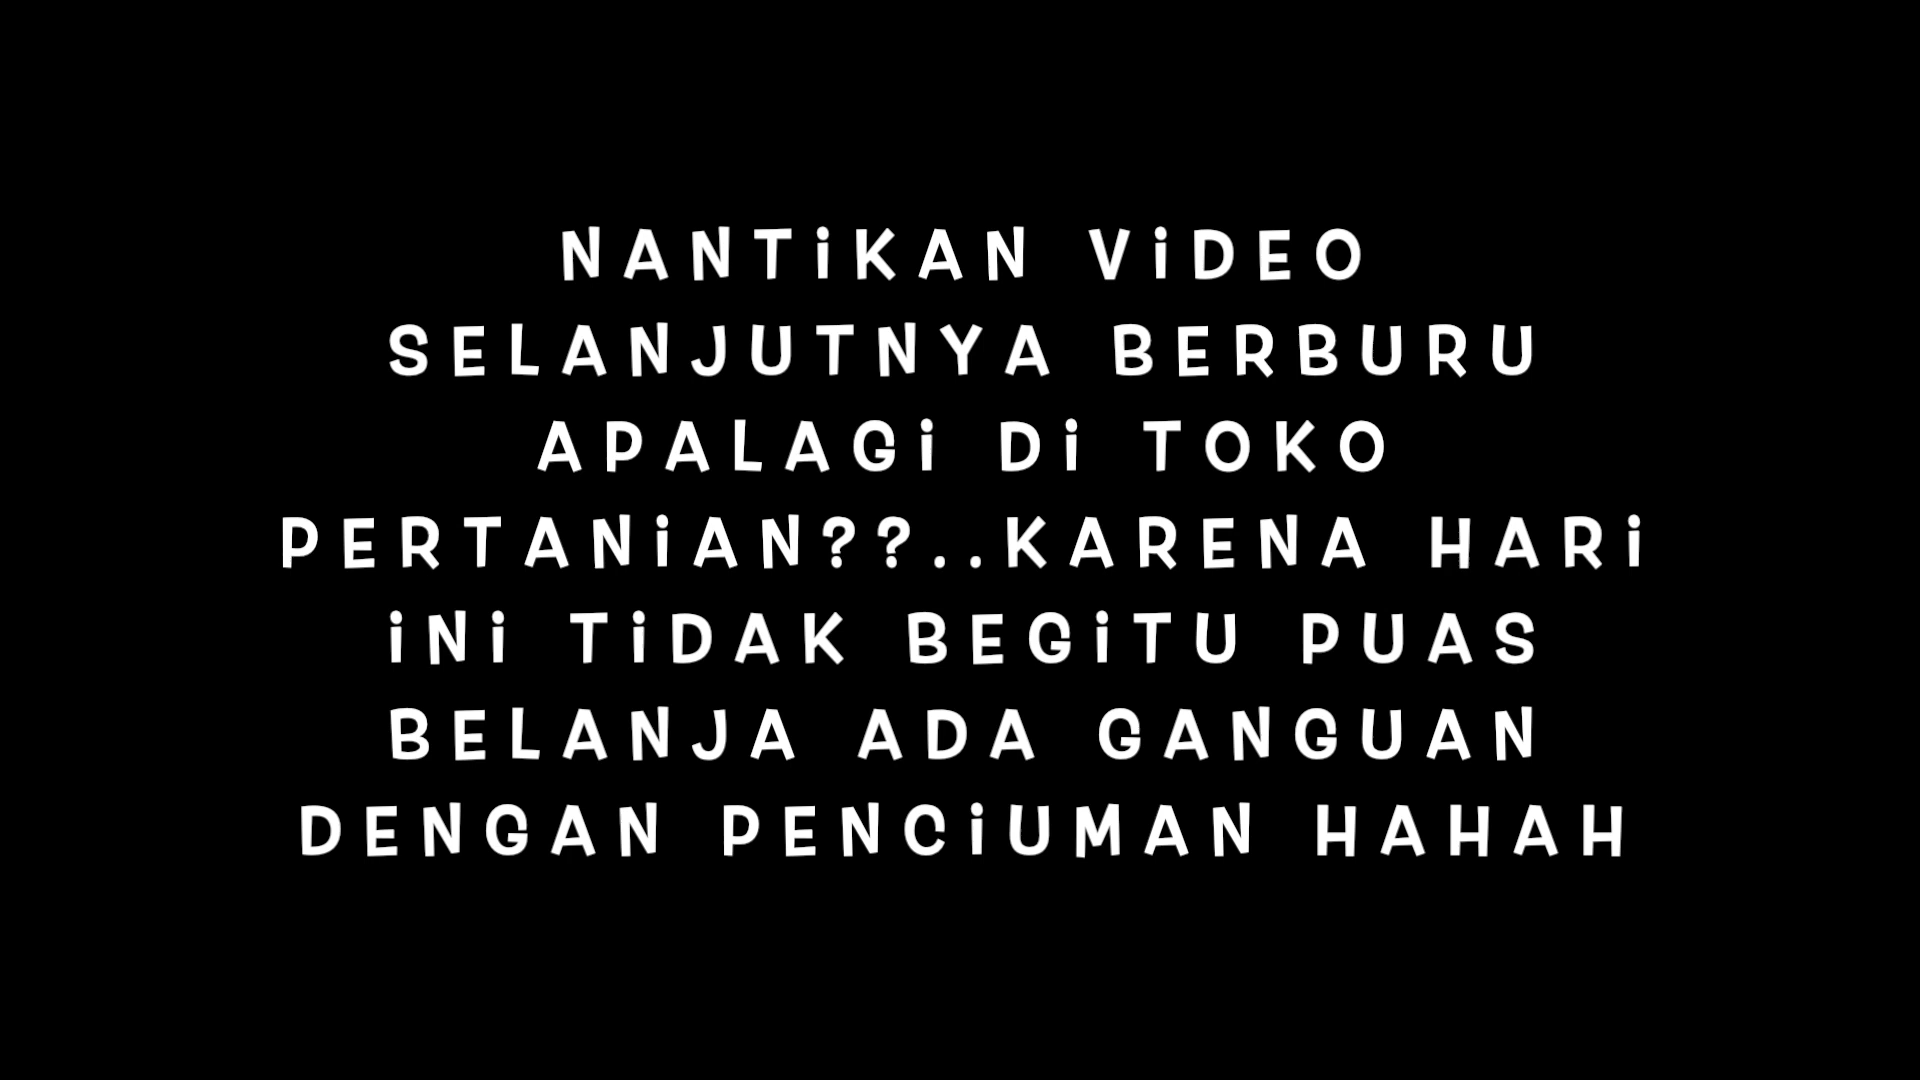 NANTiKAN ViDEO
SELANJUTNYA BERBURU
APALAGi Di TOKO
PERTANiAN??..KARENA HARi
iNi TiDAK BEGiTU PUAS
BELANJA ADA GANGUAN
DENGAN PENCiUMAN HAHAH